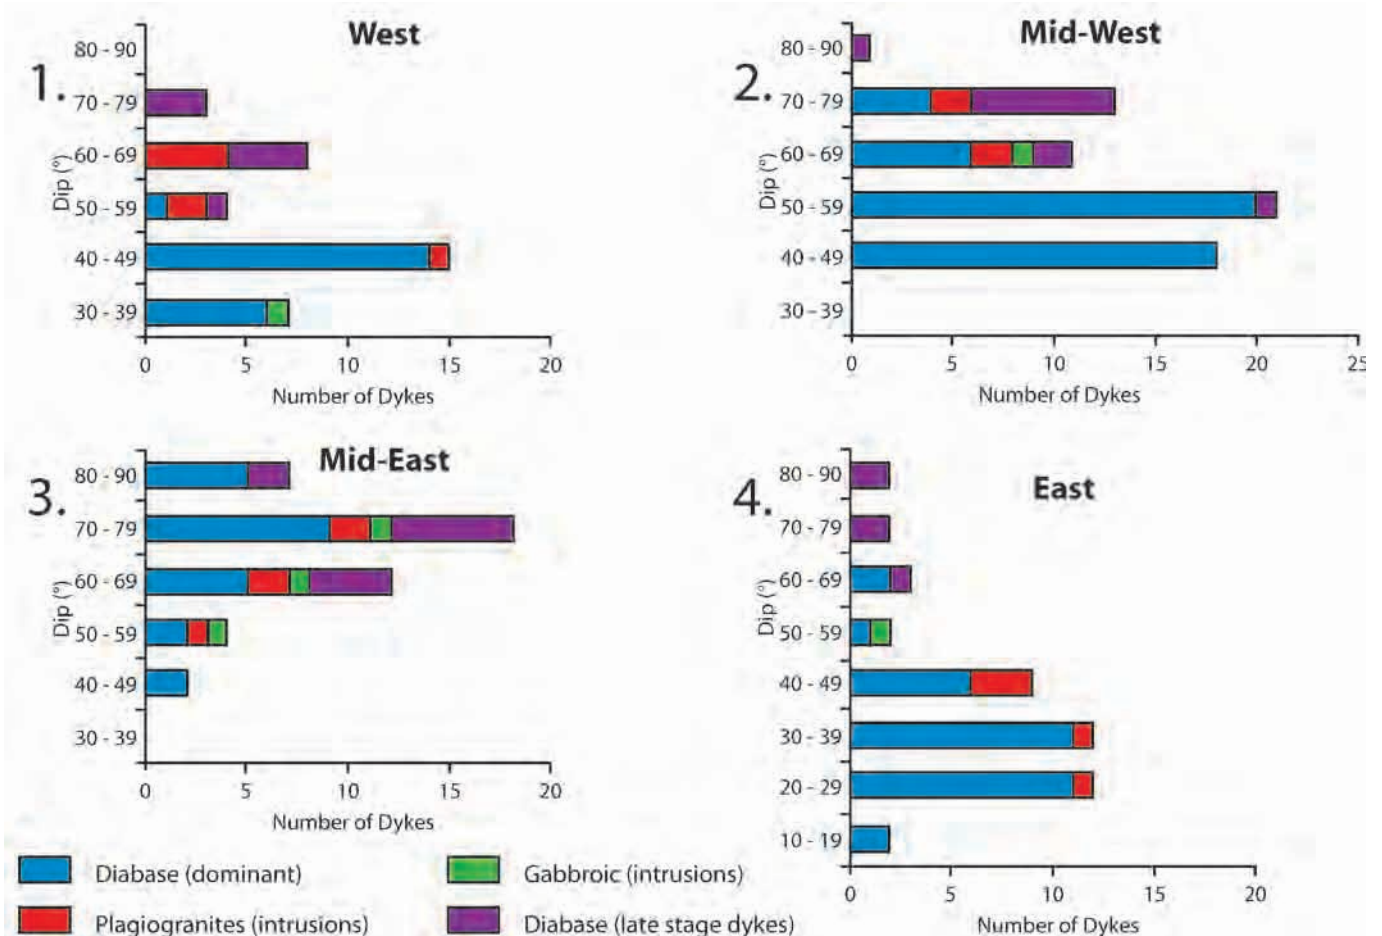 West
1.
80 - 90
70 - 79
60 - 69
50 - 59
40 - 49
30 - 39
Dip (°)
0 5 10 15 20
Number of Dykes
Mid-West
2.
80 - 90
70 - 79
60 - 69
50 - 59
40 - 49
30 - 39
Dip (°)
0 5 10 15 20 25
Number of Dykes
Mid-East
3.
80 - 90
70 - 79
60 - 69
50 - 59
40 - 49
30 - 39
Dip (°)
0 5 10 15 20
Number of Dykes
East
4.
80 - 90
70 - 79
60 - 69
50 - 59
40 - 49
30 - 39
20 - 29
10 - 19
Dip (°)
0 5 10 15 20
Number of Dykes
Diabase (dominant)
Plagiogranites (intrusions)
Gabbroic (intrusions)
Diabase (late stage dykes)